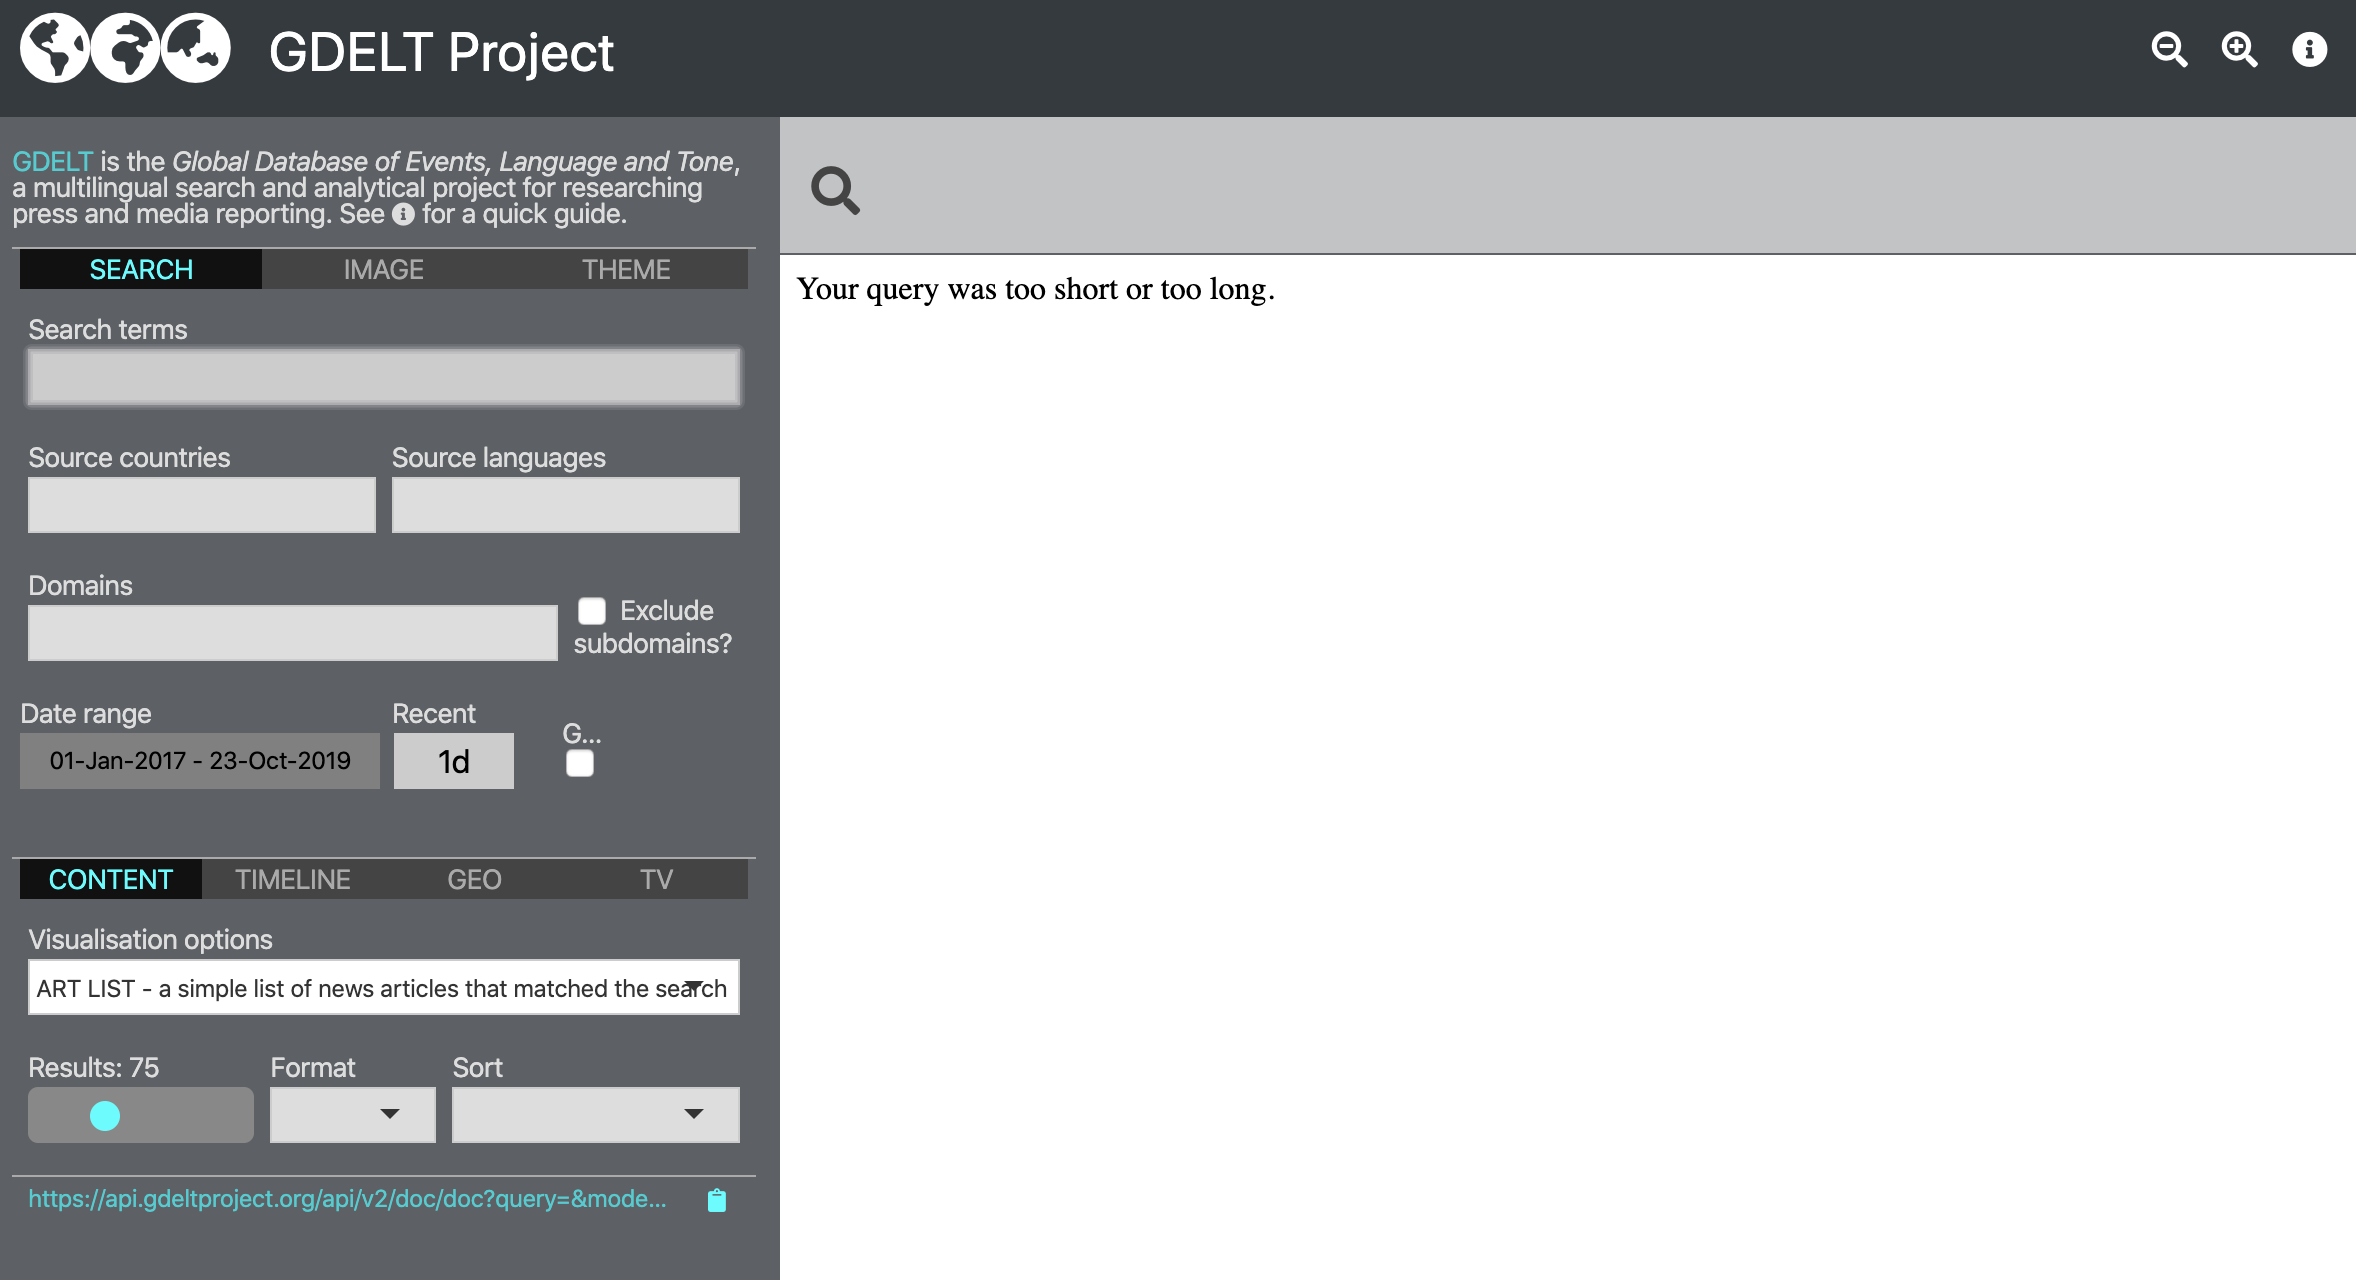 GDELT Project
GDELT is the Global Database of Events, Language and Tone,
a multilingual search and analytical project for researching
press and media reporting. See for a quick guide.
SEARCH IMAGE THEME
Search terms
Source countries Source languages
Domains
Exclude
subdomains?
Date range Recent G...
01-Jan-2017 - 23-Oct-2019 1d
CONTENT TIMELINE GEO TV
Visualisation options
ART LIST - a simple list of news articles that matched the search
Results: 75 Format Sort
https://api.gdeltproject.org/api/v2/doc/doc?query=&mode...
Your query was too short or too long.